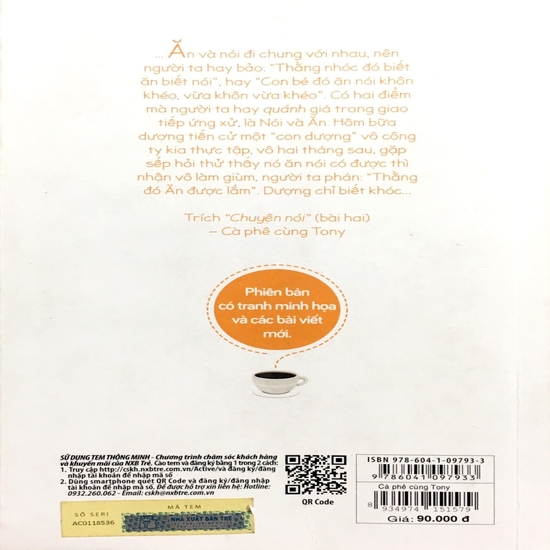 ... Ăn và nói đi chung với nhau, nên
người ta hay bảo: “Thằng nhóc đó biết
ăn biết nói”, hay “Con bé đó ăn nói khôn
khéo, vừa khôn vừa khéo”. Có hai điểm
mà người ta hay quánh giá trong giao
tiếp ứng xử, là Nói và Ăn. Hôm bữa
dượng tiến cử một “con dượng” vô công
ty kia thực tập, vô hai tháng sau, gặp
sếp hỏi thử thấy nó ăn nói có được thì
nhận vô làm giùm, người ta phán: “Thằng
đó Ăn được lắm”. Dượng chỉ biết khóc...
Trích “Chuyện nói” (bài hai)
– Cà phê cùng Tony
Phiên bản
có tranh minh họa
và các bài viết
mới.
SỬ DỤNG TEM THÔNG MINH - Chương trình chăm sóc khách hàng
và khuyến mãi của NXB Trẻ. Cào tem và đăng ký bằng 1 trong 2 cách:
1. Truy cập http://cskh.nxbtre.com.vn/Active/và đăng ký/đăng
nhập tài khoản để nhập mã số
2. Dùng smartphone quét QR Code và đăng ký/đăng nhập
tài khoản để nhập mã số. Để được hỗ trợ xin liên hệ: Hotline:
0932.260.062 - Email: cskh@nxbtre.com.vn
SỐ SERI
AC0118536
MÃ TEM
NHÀ XUẤT BẢN TRẺ
QR Code
ISBN 978-604-1-09793-3
9 786041 097933
Cà phê cùng Tony
8 934974 151579
Giá: 90.000 đ